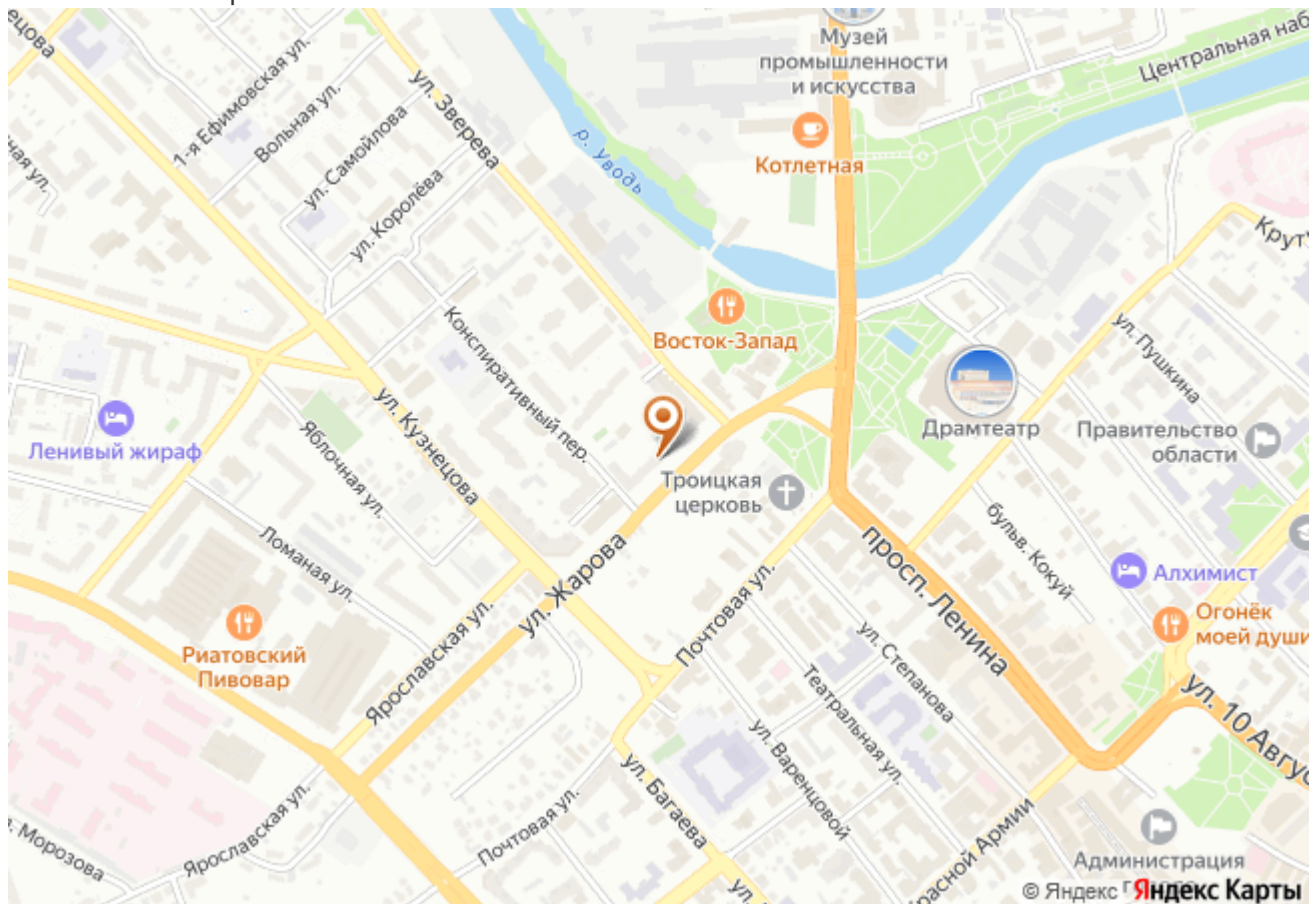 Музей
промышленности
и искусства
Центральная наб
1-я Ефимовская ул.
Вольная ул.
ул. Зверева
ул. Самойлова
ул. Королёва
р. Уводь
Котлетная
Крут
ул. Пушкина
Конспиративный пер.
Восток-Запад
Драмтеатр
Правительство
области
Ленивый жираф
Яблочная ул.
ул. Кузнецова
Троицкая
церковь
просп. Ленина
бульв. Кокуй
Алхимист
Ломаная ул.
ул. Жарова
Почтовая ул.
Огонёк
моей души
Риатовский
Пивовар
Ярославская ул.
ул. Степанова
Театральная ул.
ул. Варенцовой
ул. 10 Авгус
ул. Багаева
Ярославская ул.
Почтовая ул.
Морозова
расной Армии
Администрация
© Яндекс Яндекс Карты